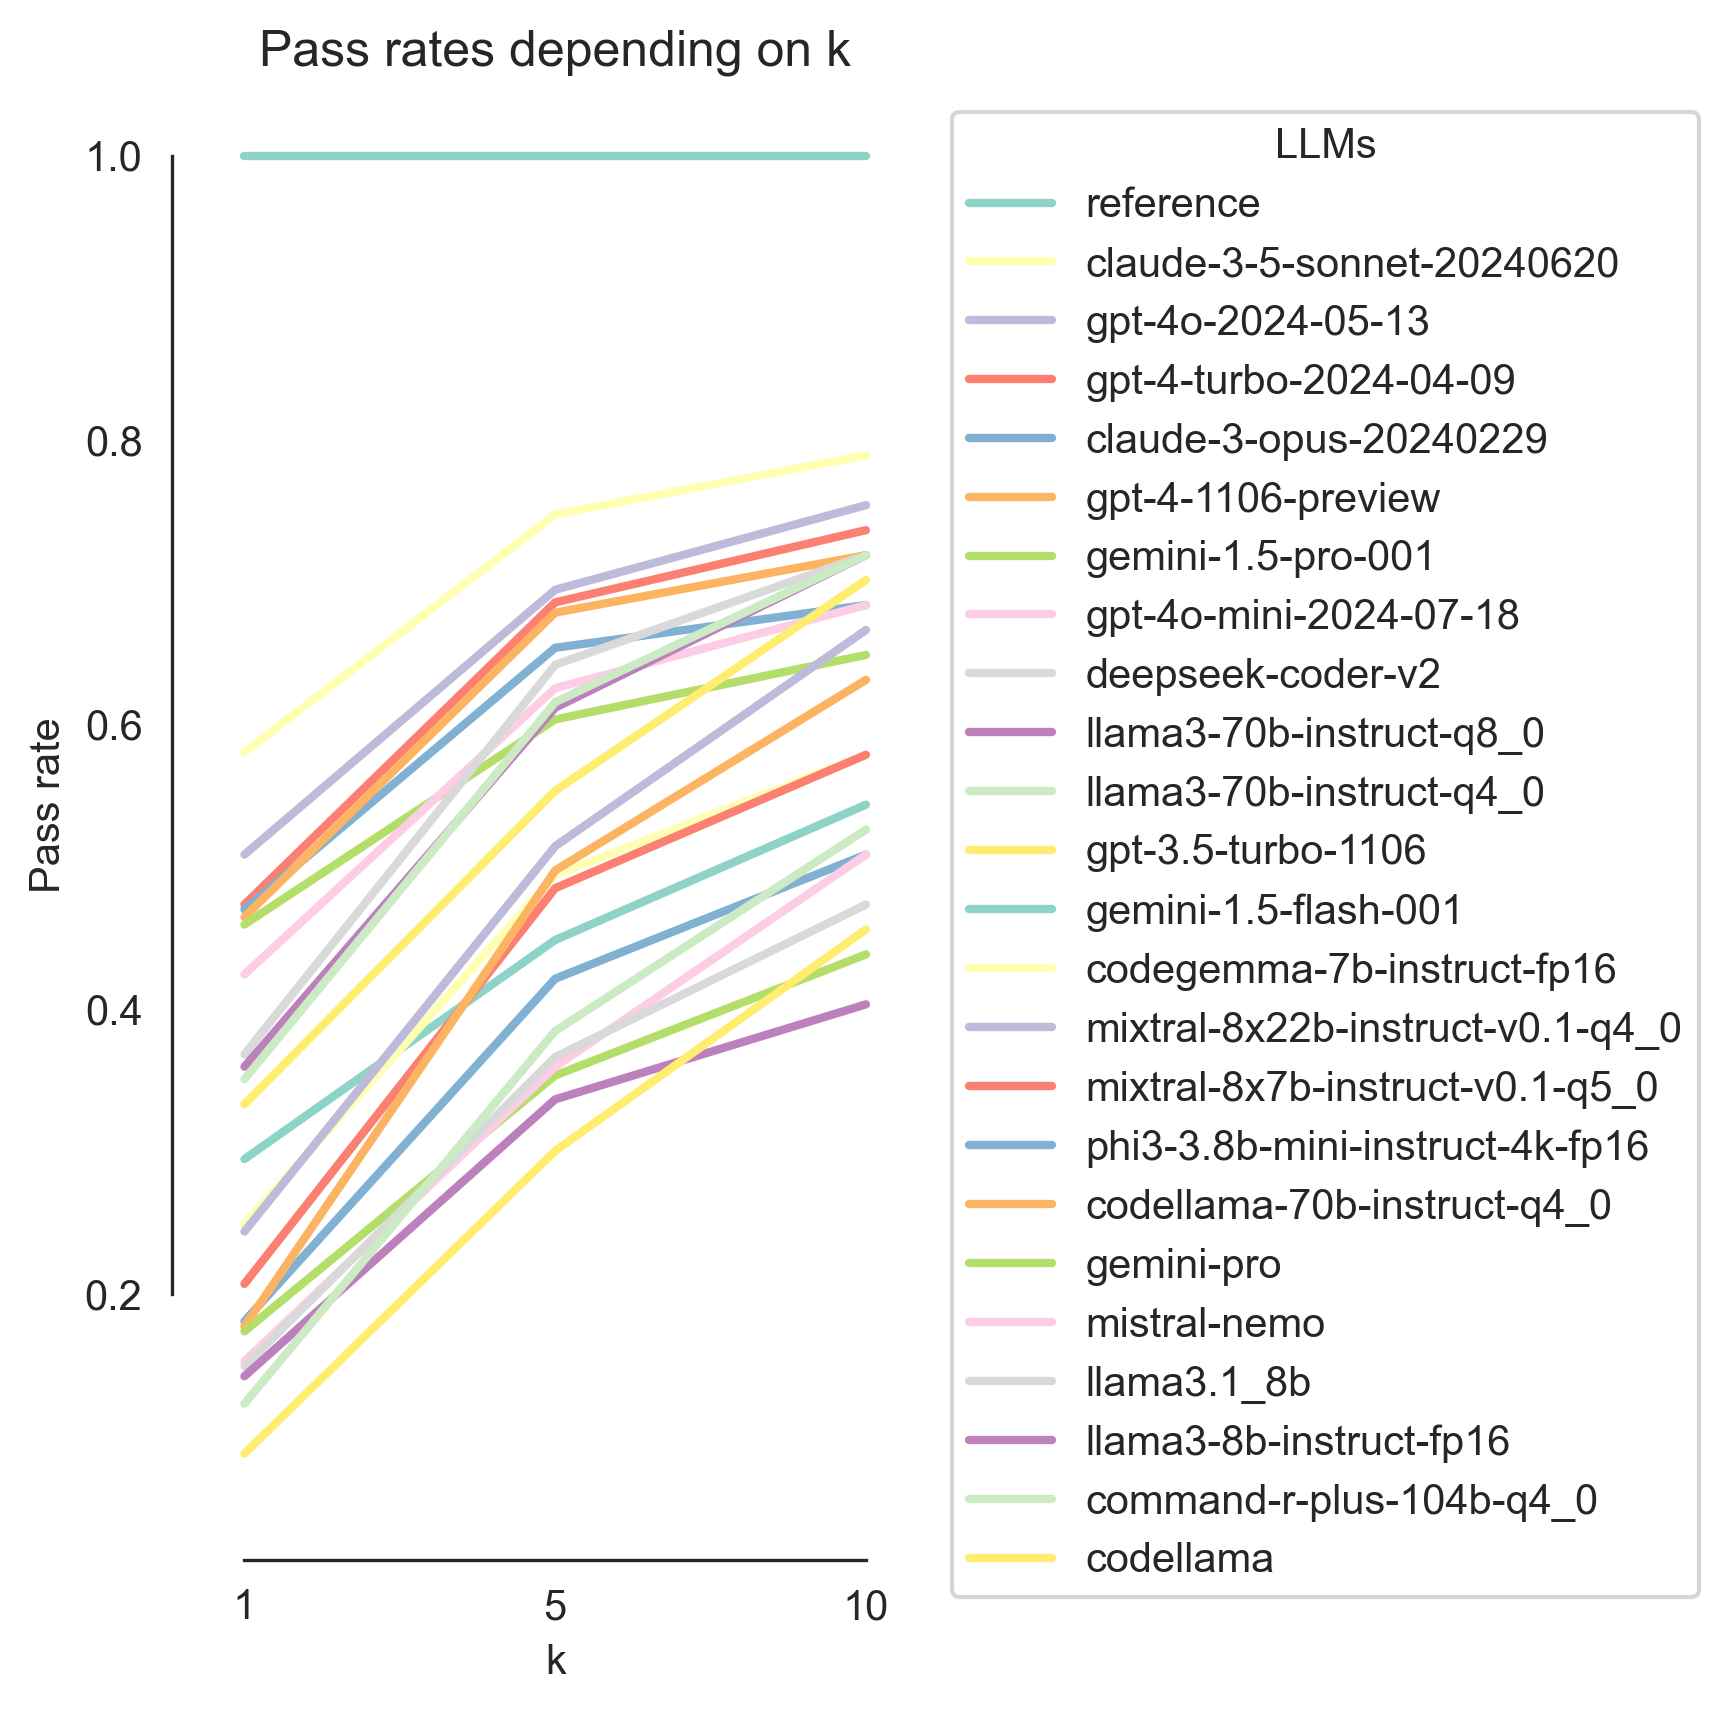 Pass rates depending on k
1.0
0.8
0.6
0.4
0.2
Pass rate
1 5 10
k
LLMs
reference
claude-3-5-sonnet-20240620
gpt-4o-2024-05-13
gpt-4-turbo-2024-04-09
claude-3-opus-20240229
gpt-4-1106-preview
gemini-1.5-pro-001
gpt-4o-mini-2024-07-18
deepseek-coder-v2
llama3-70b-instruct-q8_0
llama3-70b-instruct-q4_0
gpt-3.5-turbo-1106
gemini-1.5-flash-001
codegemma-7b-instruct-fp16
mixtral-8x22b-instruct-v0.1-q4_0
mixtral-8x7b-instruct-v0.1-q5_0
phi3-3.8b-mini-instruct-4k-fp16
codellama-70b-instruct-q4_0
gemini-pro
mistral-nemo
llama3.1_8b
llama3-8b-instruct-fp16
command-r-plus-104b-q4_0
codellama